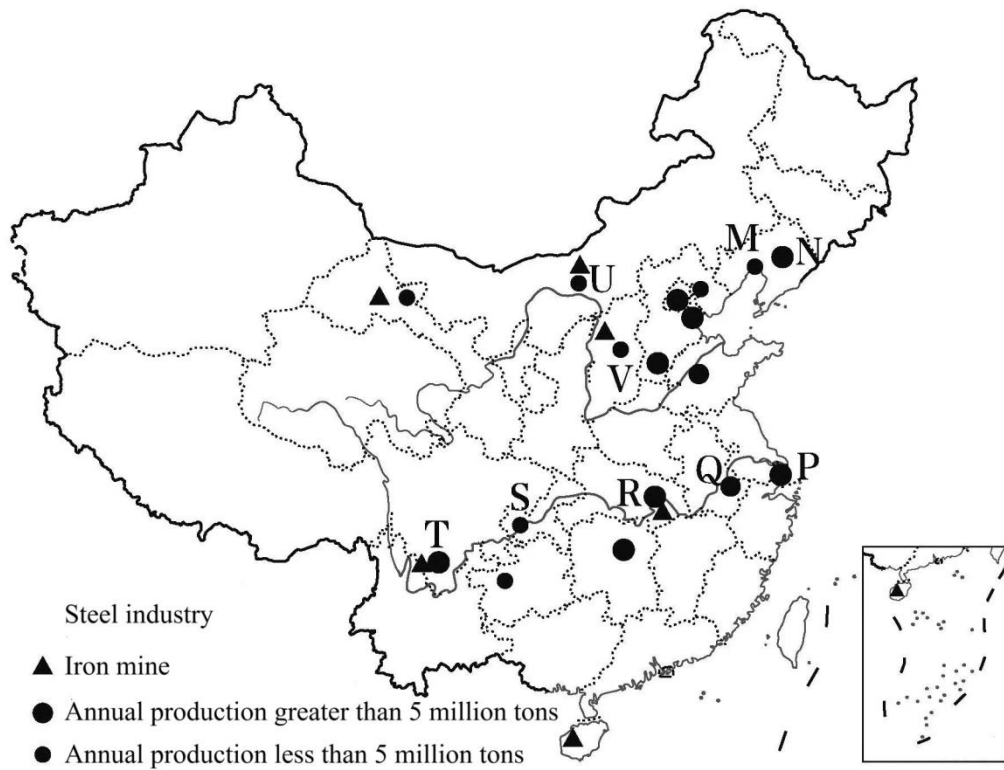 M
N
U
V
P
Q
R
S
T
Steel industry
Iron mine
Annual production greater than 5 million tons
Annual production less than 5 million tons